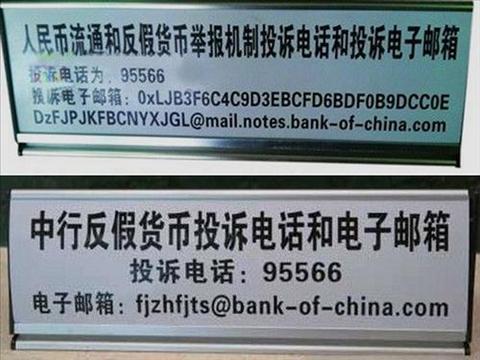 人民币流通和反假货币举报机制投诉电话和投诉电子邮箱
投诉电话为：95566
投诉电子邮箱：0xLJB3F6C4C9D3EBCFD6BDF0B9DCC0E
DzFJPJKFBCNYXJGL@mail.notes.bank-of-china.com
中行反假货币投诉电话和电子邮箱
投诉电话：95566
电子邮箱：fjzhfjts@bank-of-china.com